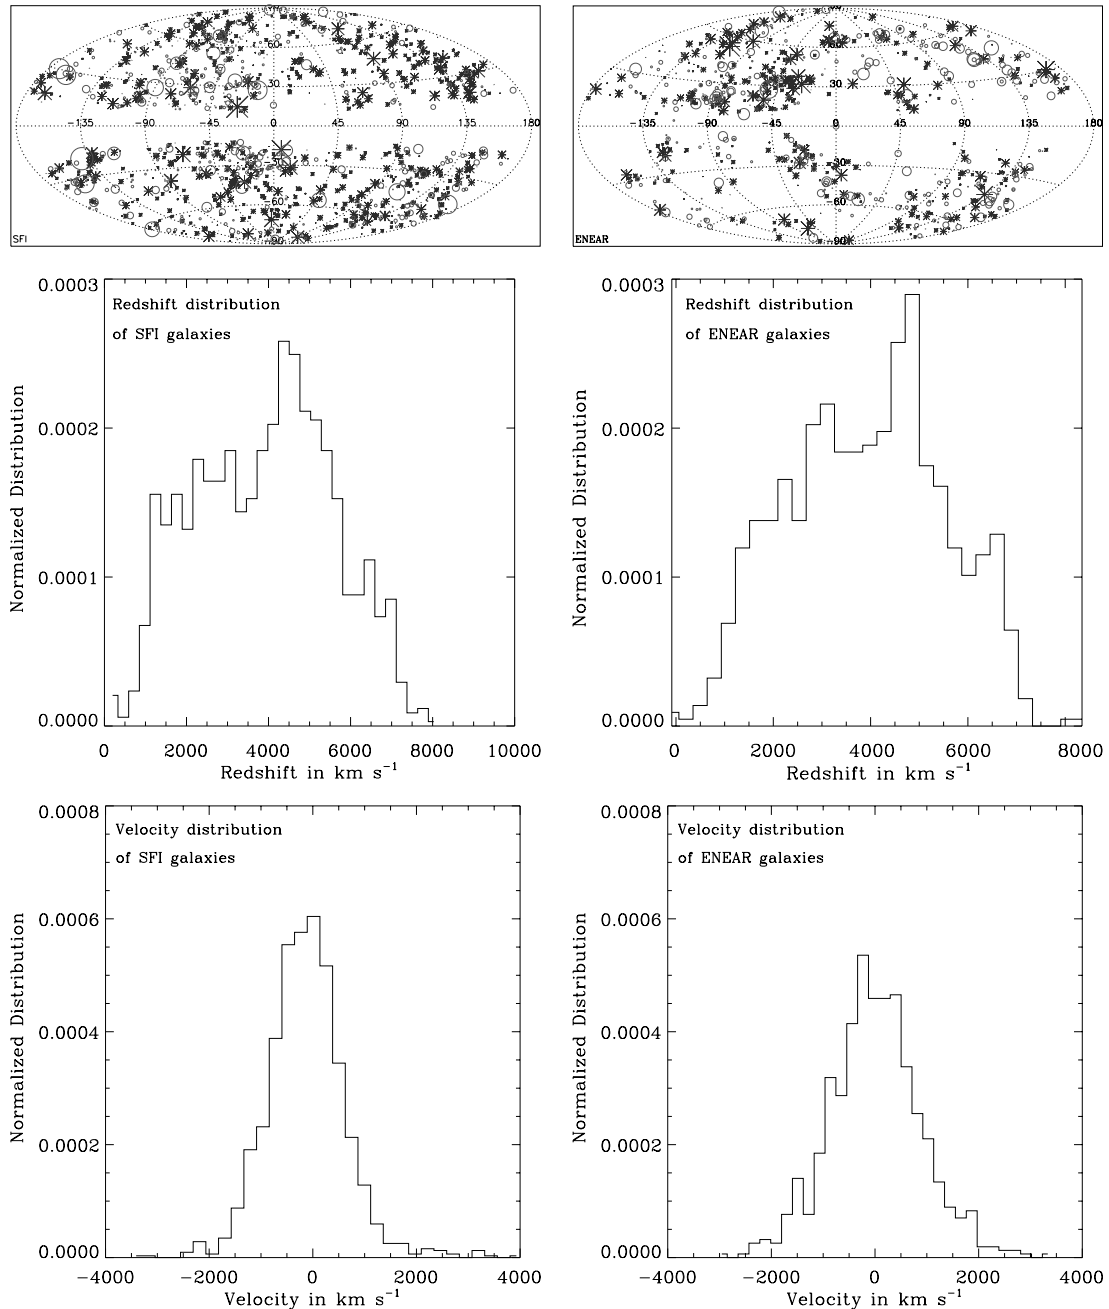 60
30
-135 -90 -45 0 45 90 135 180
-60
-90
SFI
60
30
-135 -90 -45 0 45 90 135 180
-30
-60
-90
ENEAR
Redshift distribution
of SFI galaxies
0.0003
0.0002
0.0001
0.0000
Normalized Distribution
0 2000 4000 6000 8000 10000
Redshift in km s⁻¹
Redshift distribution
of ENEAR galaxies
0.0003
0.0002
0.0001
0.0000
Normalized Distribution
0 2000 4000 6000 8000
Redshift in km s⁻¹
Velocity distribution
of SFI galaxies
0.0008
0.0006
0.0004
0.0002
0.0000
Normalized Distribution
-4000 -2000 0 2000 4000
Velocity in km s⁻¹
Velocity distribution
of ENEAR galaxies
0.0008
0.0006
0.0004
0.0002
0.0000
Normalized Distribution
-4000 -2000 0 2000 4000
Velocity in km s⁻¹